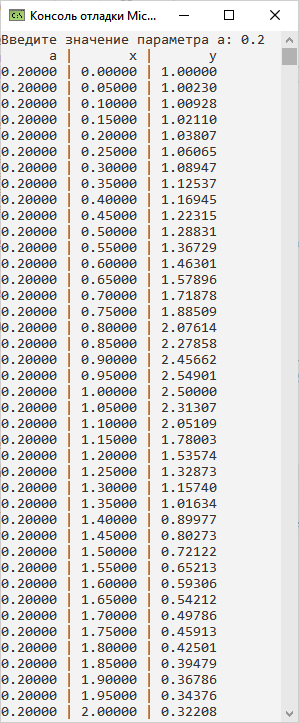 Консоль отладки Mic...
Введите значение параметра a: 0.2
a | x | y
0.20000 | 0.00000 | 1.00000
0.20000 | 0.05000 | 1.00230
0.20000 | 0.10000 | 1.00928
0.20000 | 0.15000 | 1.02110
0.20000 | 0.20000 | 1.03807
0.20000 | 0.25000 | 1.06065
0.20000 | 0.30000 | 1.08947
0.20000 | 0.35000 | 1.12537
0.20000 | 0.40000 | 1.16945
0.20000 | 0.45000 | 1.22315
0.20000 | 0.50000 | 1.28831
0.20000 | 0.55000 | 1.36729
0.20000 | 0.60000 | 1.46301
0.20000 | 0.65000 | 1.57896
0.20000 | 0.70000 | 1.71878
0.20000 | 0.75000 | 1.88509
0.20000 | 0.80000 | 2.07614
0.20000 | 0.85000 | 2.27858
0.20000 | 0.90000 | 2.45662
0.20000 | 0.95000 | 2.54901
0.20000 | 1.00000 | 2.50000
0.20000 | 1.05000 | 2.31307
0.20000 | 1.10000 | 2.05109
0.20000 | 1.15000 | 1.78003
0.20000 | 1.20000 | 1.53574
0.20000 | 1.25000 | 1.32873
0.20000 | 1.30000 | 1.15740
0.20000 | 1.35000 | 1.01634
0.20000 | 1.40000 | 0.89977
0.20000 | 1.45000 | 0.80273
0.20000 | 1.50000 | 0.72122
0.20000 | 1.55000 | 0.65213
0.20000 | 1.60000 | 0.59306
0.20000 | 1.65000 | 0.54212
0.20000 | 1.70000 | 0.49786
0.20000 | 1.75000 | 0.45913
0.20000 | 1.80000 | 0.42501
0.20000 | 1.85000 | 0.39479
0.20000 | 1.90000 | 0.36786
0.20000 | 1.95000 | 0.34376
0.20000 | 2.00000 | 0.32208